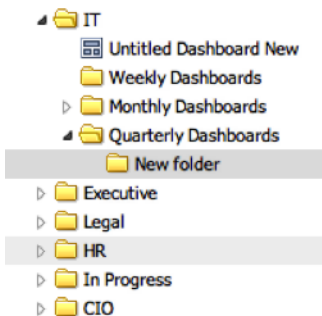 IT
Untitled Dashboard New
Weekly Dashboards
Monthly Dashboards
Quarterly Dashboards
New folder
Executive
Legal
HR
In Progress
CIO